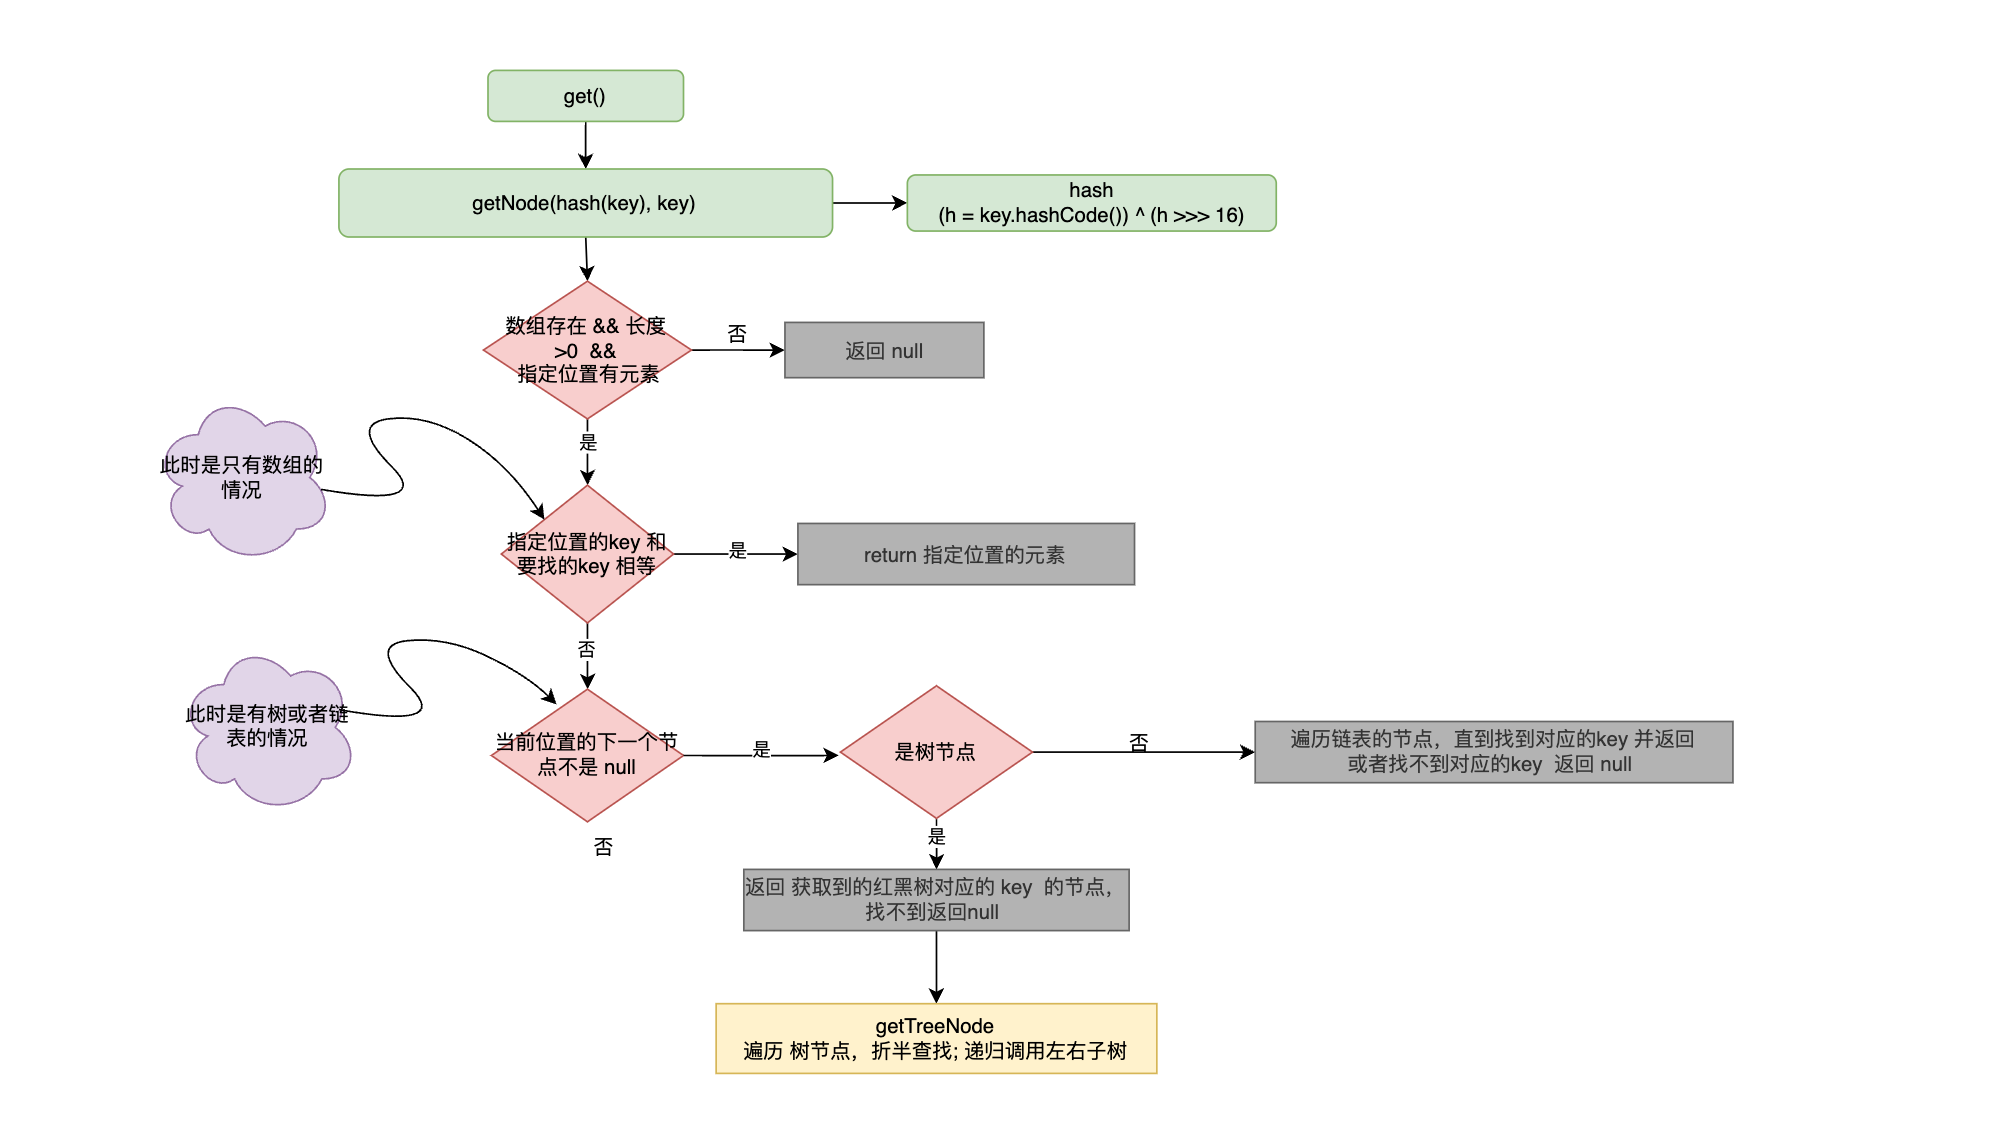 get()
getNode(hash(key), key)
hash
(h = key.hashCode()) ^ (h >>> 16)
数组存在 && 长度
>0 &&
指定位置有元素
否
返回 null
是
此时是只有数组的
情况
指定位置的key 和
要找的key 相等
是
return 指定位置的元素
否
此时是有树或者链
表的情况
当前位置的下一个节
点不是 null
是
是树节点
否
遍历链表的节点，直到找到对应的key 并返回
或者找不到对应的key 返回 null
否
是
返回 获取到的红黑树对应的 key 的节点，
找不到返回null
getTreeNode
遍历 树节点，折半查找; 递归调用左右子树